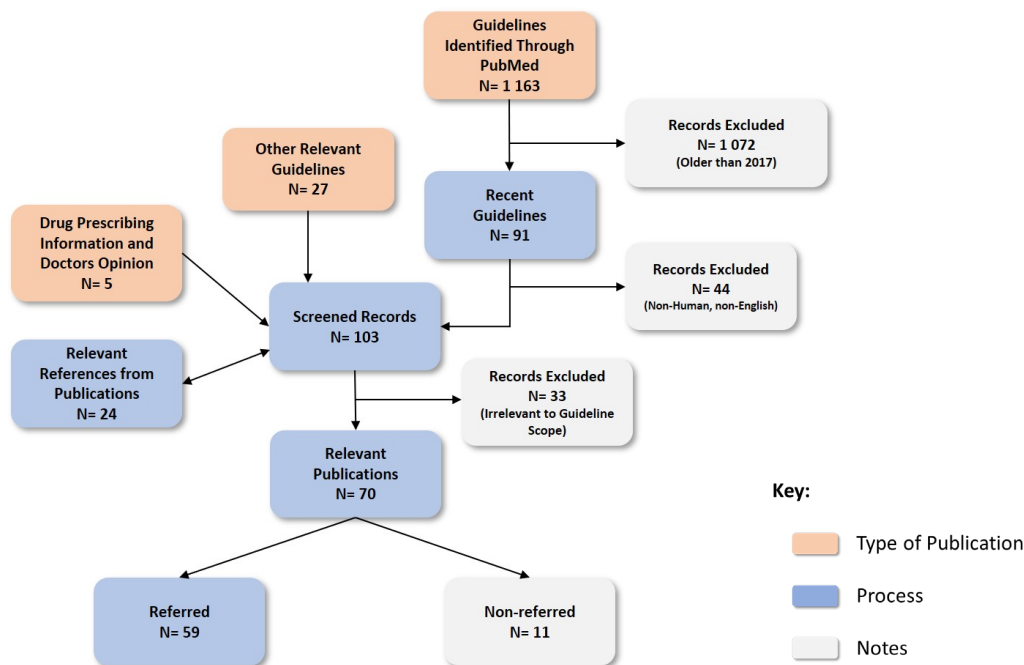 Guidelines
Identified Through
PubMed
N= 1 163
Records Excluded
N= 1 072
(Older than 2017)
Other Relevant
Guidelines
N= 27
Recent
Guidelines
N= 91
Drug Prescribing
Information and
Doctors Opinion
N= 5
Records Excluded
N= 44
(Non-Human, non-English)
Screened Records
N= 103
Relevant
References from
Publications
N= 24
Records Excluded
N= 33
(Irrelevant to Guideline
Scope)
Relevant
Publications
N= 70
Referred
N= 59
Non-referred
N= 11
Key:
Type of Publication
Process
Notes